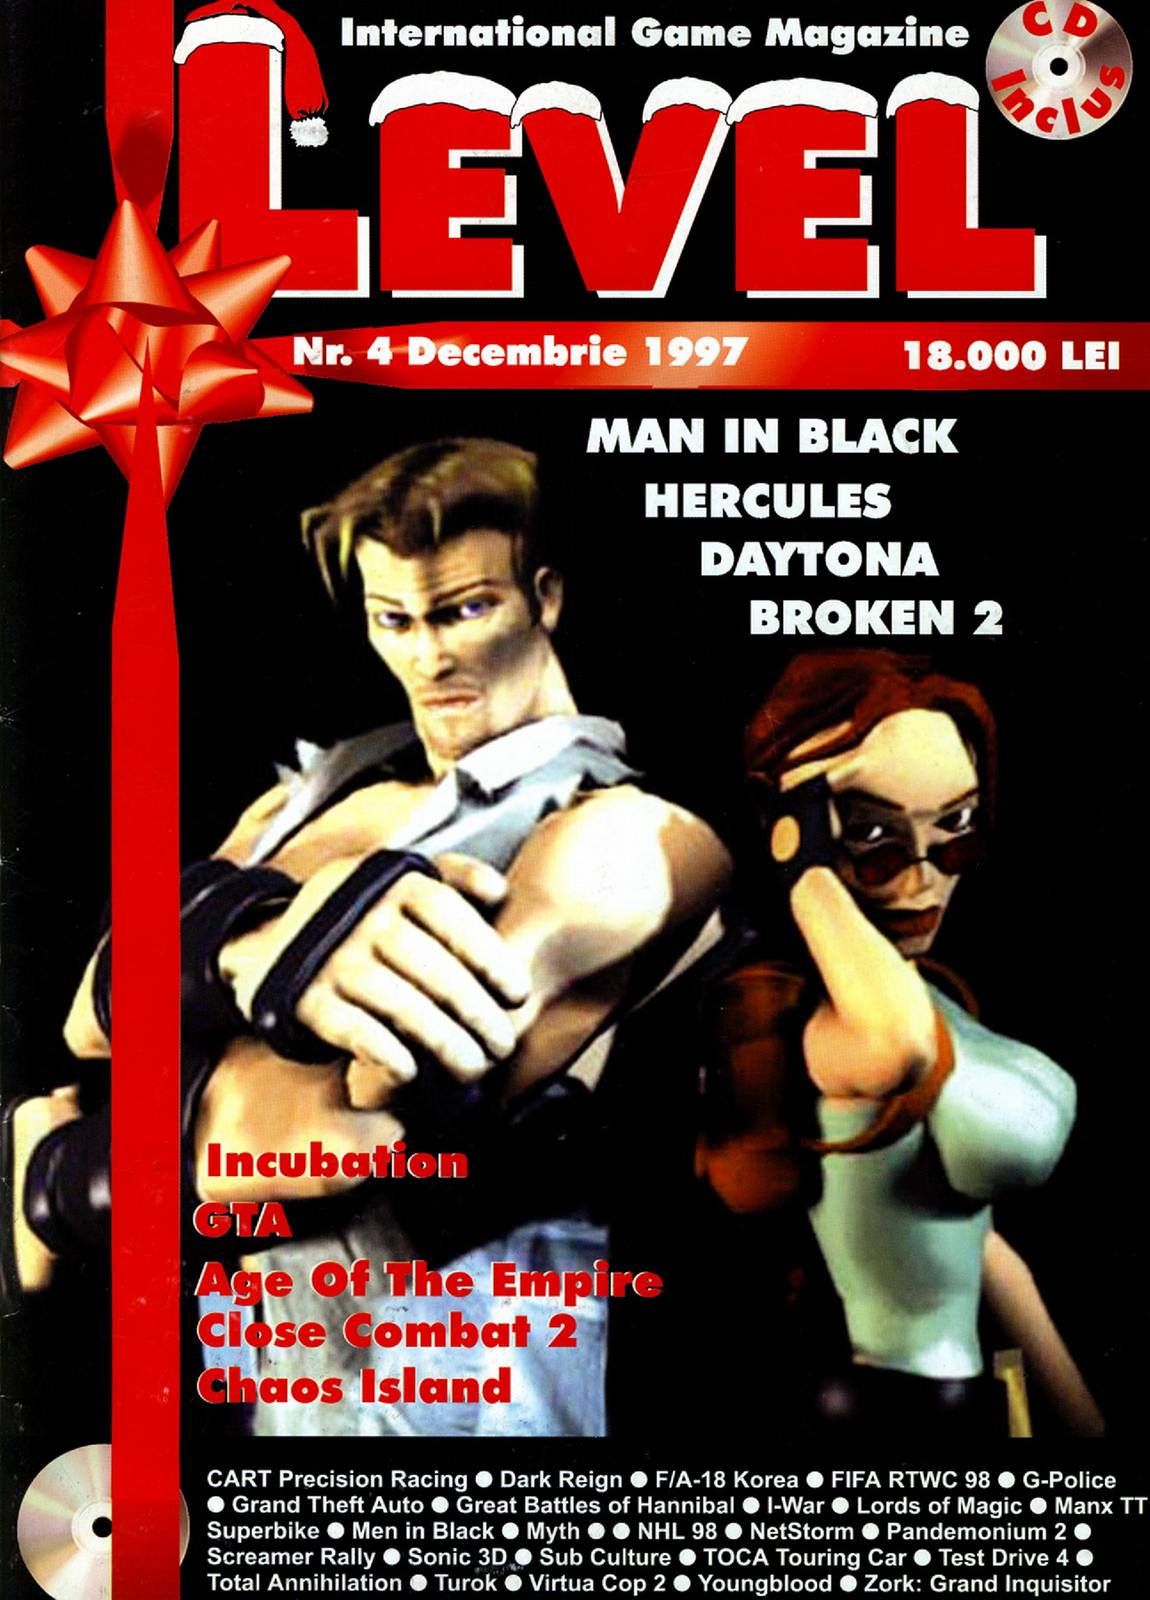 International Game Magazine
CD
Inclus
LEVEL
Nr. 4 Decembrie 1997
18.000 LEI
MAN IN BLACK
HERCULES
DAYTONA
BROKEN 2
Incubation
GTA
Age Of The Empire
Close Combat 2
Chaos Island
CART Precision Racing ● Dark Reign ● F/A-18 Korea ● FIFA RTWC 98 ● G-Police
● Grand Theft Auto ● Great Battles of Hannibal ● I-War ● Lords of Magic ● Manx TT
Superbike ● Men in Black ● Myth ● ● NHL 98 ● NetStorm ● Pandemonium 2 ●
Screamer Rally ● Sonic 3D ● Sub Culture ● TOCA Touring Car ● Test Drive 4 ●
Total Annihilation ● Turok ● Virtua Cop 2 ● Youngblood ● Zork: Grand Inquisitor